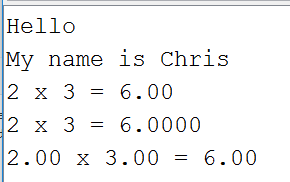 Hello
My name is Chris
2 x 3 = 6.00
2 x 3 = 6.0000
2.00 x 3.00 = 6.00